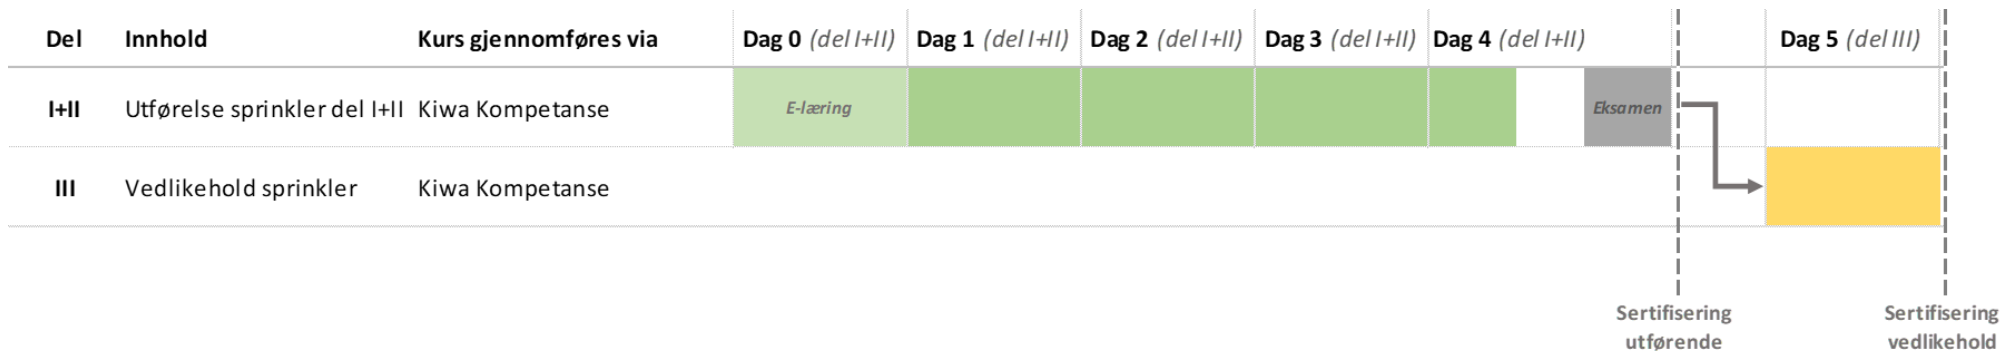 Del Innhold Kurs gjennomføres via Dag 0 (del I+II) Dag 1 (del I+II) Dag 2 (del I+II) Dag 3 (del I+II) Dag 4 (del I+II) Dag 5 (del III)
I+II Utførelse sprinkler del I+II Kiwa Kompetanse E-læring Eksamen
III Vedlikehold sprinkler Kiwa Kompetanse
Sertifisering utførende
Sertifisering vedlikehold